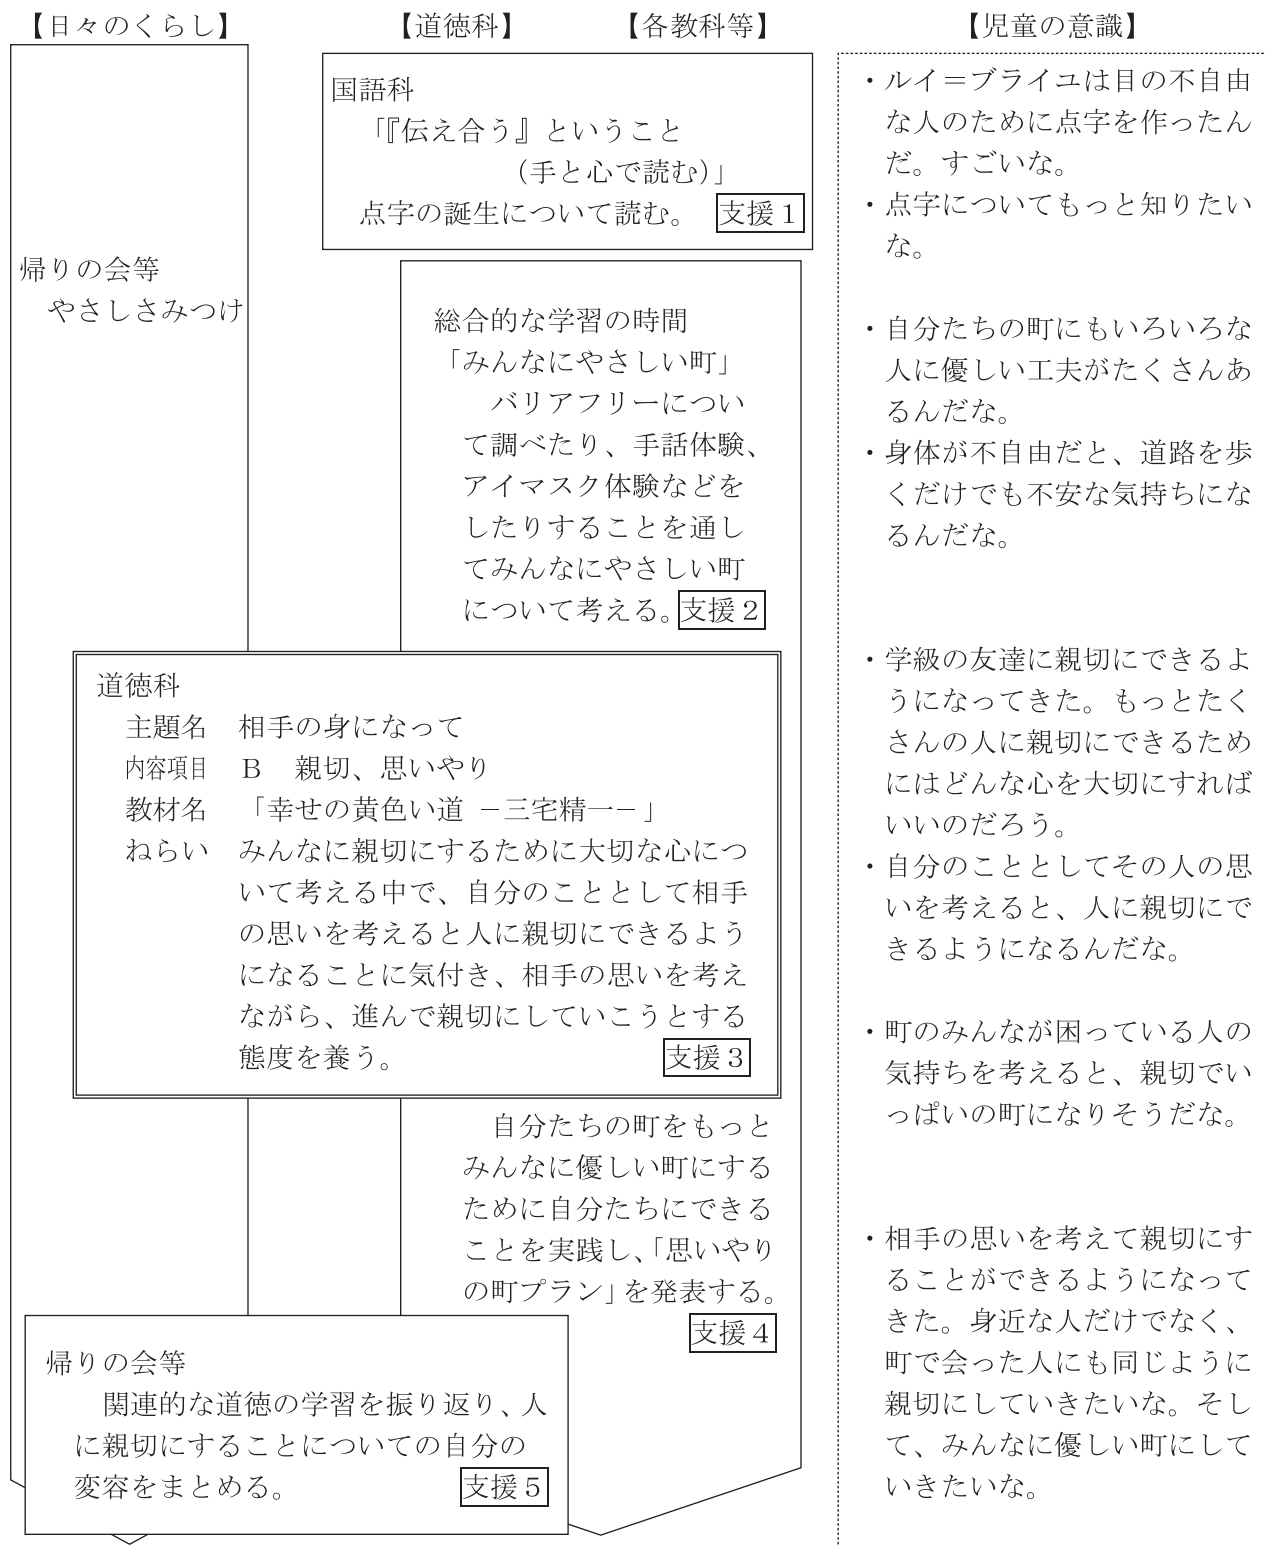 【日々のくらし】
【道徳科】
【各教科等】
【児童の意識】
国語科
「『伝え合う』ということ
(手と心で読む)」
点字の誕生について読む。 支援1
帰りの会等
やさしさみつけ
総合的な学習の時間
「みんなにやさしい町」
バリアフリーについ
て調べたり、手話体験、
アイマスク体験などを
したりすることを通し
てみんなにやさしい町
について考える。支援2
道徳科
主題名 相手の身になって
内容項目 B 親切、思いやり
教材名 「幸せの黄色い道 −三宅精一−」
ねらい みんなに親切にするために大切な心につ
いて考える中で、自分のこととして相手
の思いを考えると人に親切にできるよう
になることに気付き、相手の思いを考え
ながら、進んで親切にしていこうとする
態度を養う。 支援3
自分たちの町をもっと
みんなに優しい町にする
ために自分たちにできる
ことを実践し、「思いやり
の町プラン」を発表する。
支援4
帰りの会等
関連的な道徳の学習を振り返り、人
に親切にすることについての自分の
変容をまとめる。 支援5
・ルイ＝ブライユは目の不自由
な人のために点字を作ったん
だ。すごいな。
・点字についてもっと知りたい
な。
・自分たちの町にもいろいろな
人に優しい工夫がたくさんあ
るんだな。
・身体が不自由だと、道路を歩
くだけでも不安な気持ちにな
るんだな。
・学級の友達に親切にできるよ
うになってきた。もっとたく
さんの人に親切にできるため
にはどんな心を大切にすれば
いいのだろう。
・自分のこととしてその人の思
いを考えると、人に親切にで
きるようになるんだな。
・町のみんなが困っている人の
気持ちを考えると、親切でい
っぱいの町になりそうだな。
・相手の思いを考えて親切にす
ることができるようになって
きた。身近な人だけでなく、
町で会った人にも同じように
親切にしていきたいな。そし
て、みんなに優しい町にして
いきたいな。